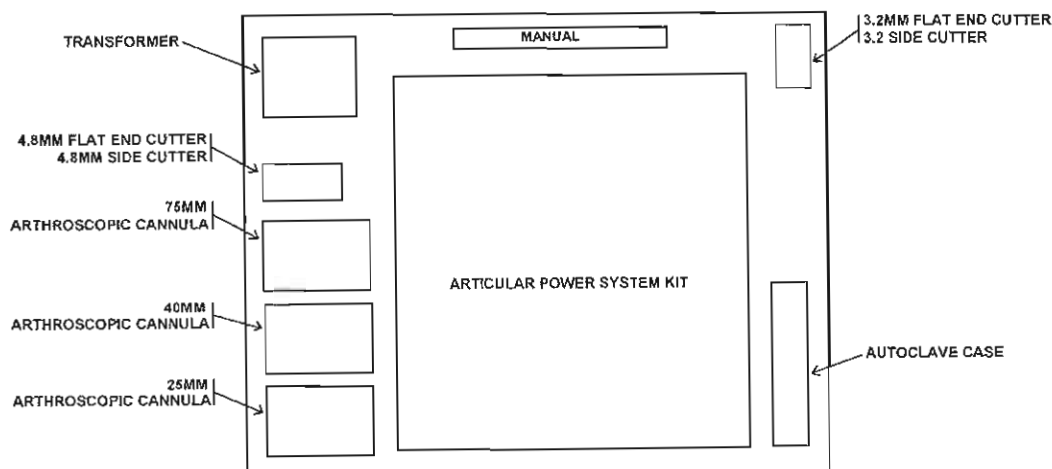 TRANSFORMER
MANUAL
3.2MM FLAT END CUTTER
3.2 SIDE CUTTER
4.8MM FLAT END CUTTER
4.8MM SIDE CUTTER
75MM
ARTHROSCOPIC CANNULA
ARTICULAR POWER SYSTEM KIT
40MM
ARTHROSCOPIC CANNULA
AUTOCLAVE CASE
25MM
ARTHROSCOPIC CANNULA